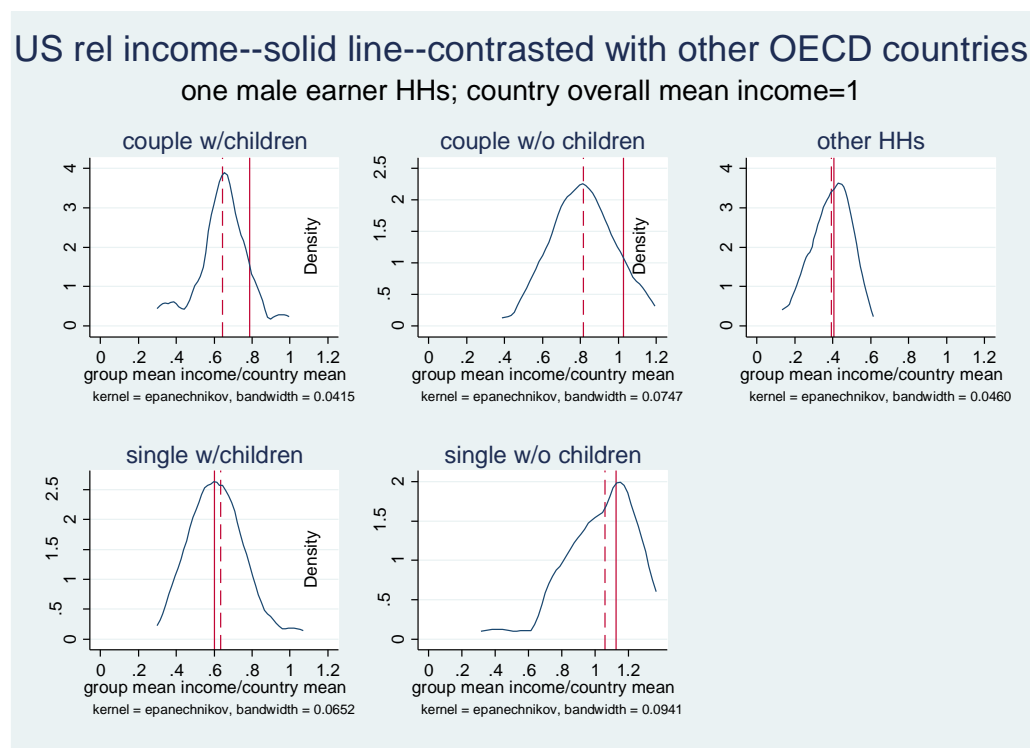 US rel income--solid line--contrasted with other OECD countries
one male earner HHs; country overall mean income=1
couple w/children
4
3
2
1
0
Density
0 .2 .4 .6 .8 1 1.2
group mean income/country mean
kernel = epanechnikov, bandwidth = 0.0415
couple w/o children
2.5
2
1.5
1
.5
0
Density
0 .2 .4 .6 .8 1 1.2
group mean income/country mean
kernel = epanechnikov, bandwidth = 0.0747
other HHs
4
3
2
1
0
0 .2 .4 .6 .8 1 1.2
group mean income/country mean
kernel = epanechnikov, bandwidth = 0.0460
single w/children
2.5
2
1.5
1
.5
0
Density
0 .2 .4 .6 .8 1 1.2
group mean income/country mean
kernel = epanechnikov, bandwidth = 0.0652
single w/o children
2
1.5
1
.5
0
0 .2 .4 .6 .8 1 1.2
group mean income/country mean
kernel = epanechnikov, bandwidth = 0.0941